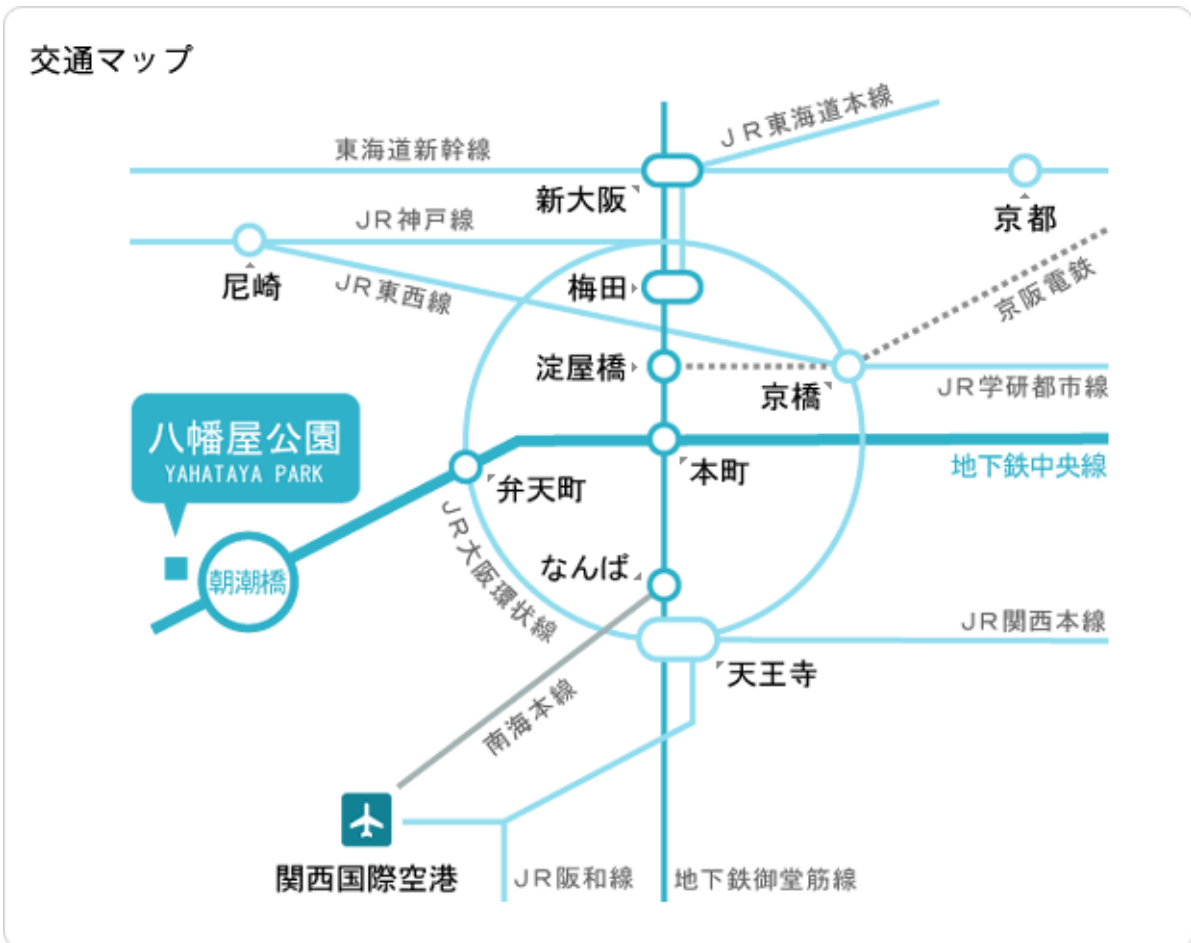 交通マップ
JR東海道本線
東海道新幹線
新大阪
京都
JR神戸線
尼崎
JR東西線
梅田
京阪電鉄
淀屋橋
京橋
JR学研都市線
八幡屋公園
YAHATAYA PARK
本町
地下鉄中央線
弁天町
JR大阪環状線
なんば
朝潮橋
JR関西本線
天王寺
南海本線
関西国際空港
JR阪和線
地下鉄御堂筋線